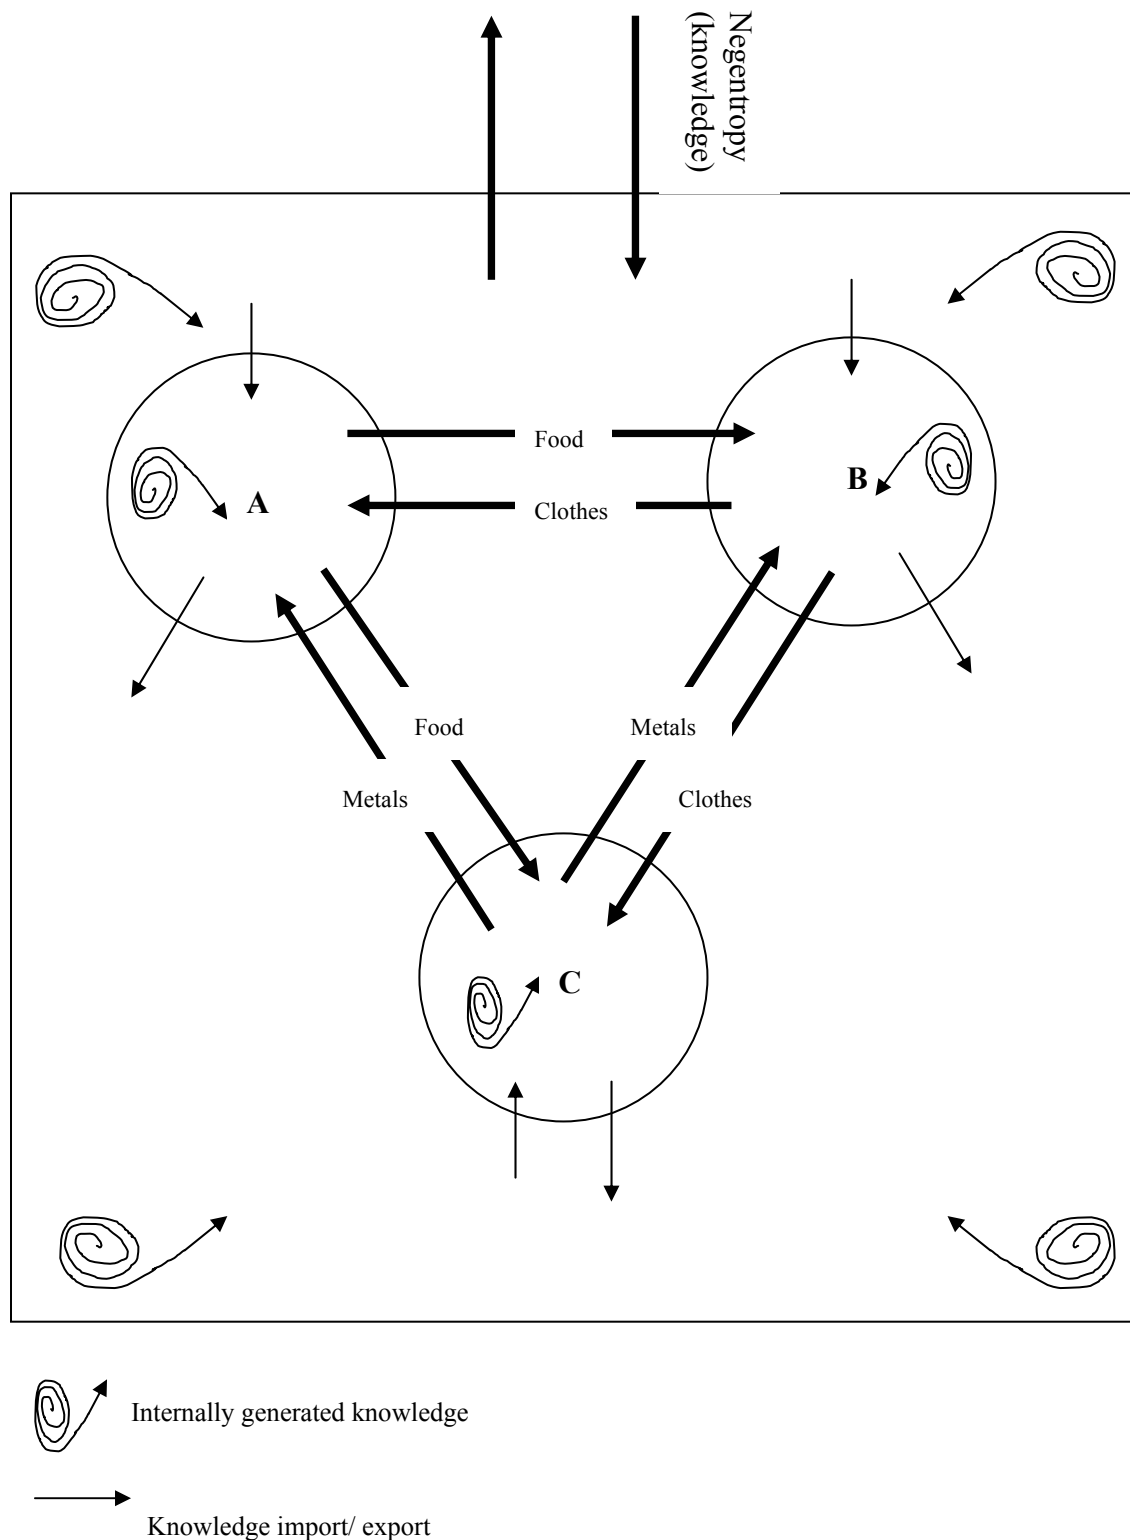 Negentropy
(knowledge)
Food
Clothes
A
B
Food
Metals
Metals
Clothes
C
Internally generated knowledge
Knowledge import/ export